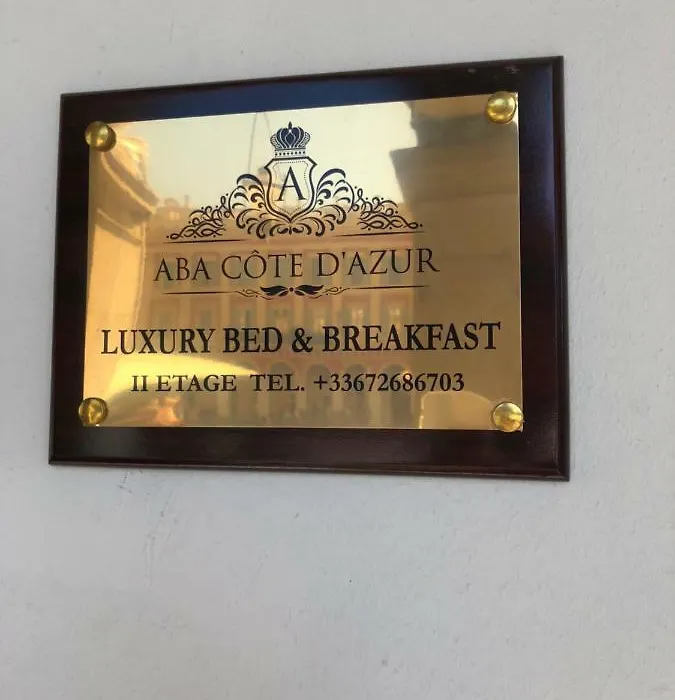 A
ABA CÔTE D'AZUR
LUXURY BED & BREAKFAST
II ETAGE TEL. +33672686703